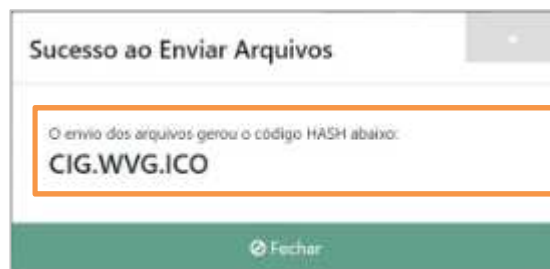 Sucesso ao Enviar Arquivos
O envio dos arquivos gerou o código HASH abaixo:
CIG.WVG.ICO
Fechar